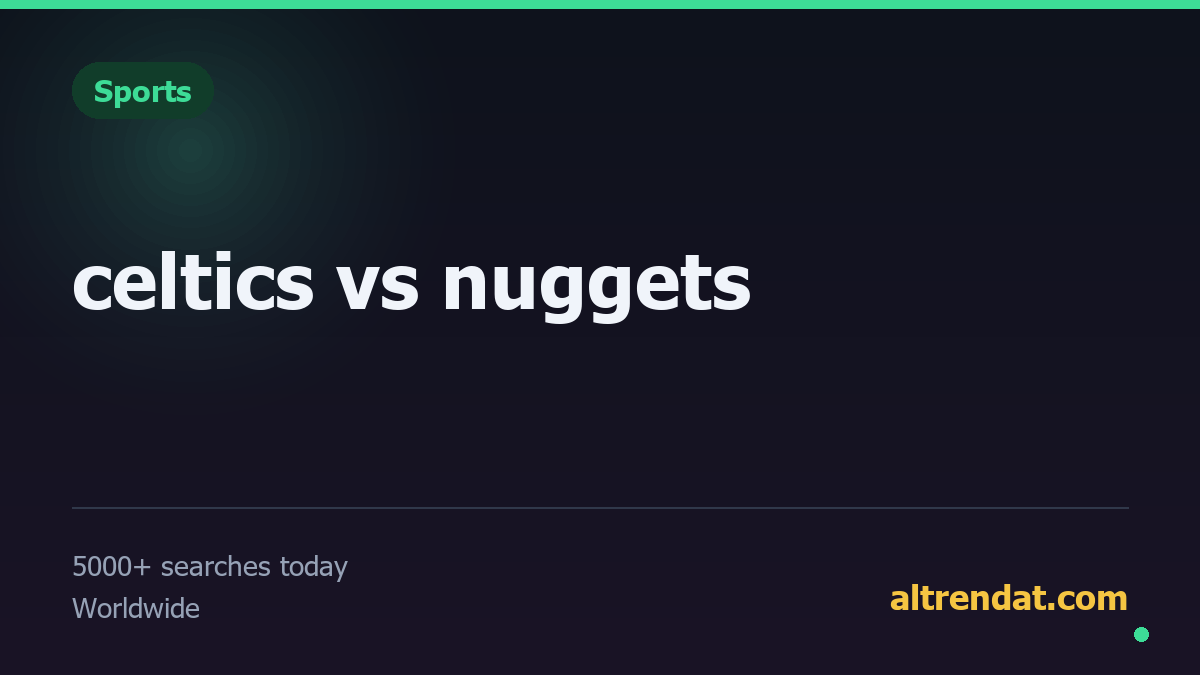 Sports
celtics vs nuggets
5000+ searches today
Worldwide
altrendat.com